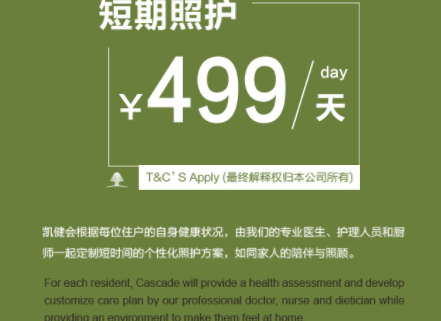 短期照护
¥499/天
day
T&C'S Apply (最终解释权归本公司所有)
凯健会根据每位住户的自身健康状况，由我们的专业医生、护理人员和厨
师一起定制短时间的个性化照护方案，如同家人的陪伴与照顾。
For each resident, Cascade will provide a health assessment and develop
customize care plan by our professional doctor, nurse and dietician while
providing an environment to make them feel at home